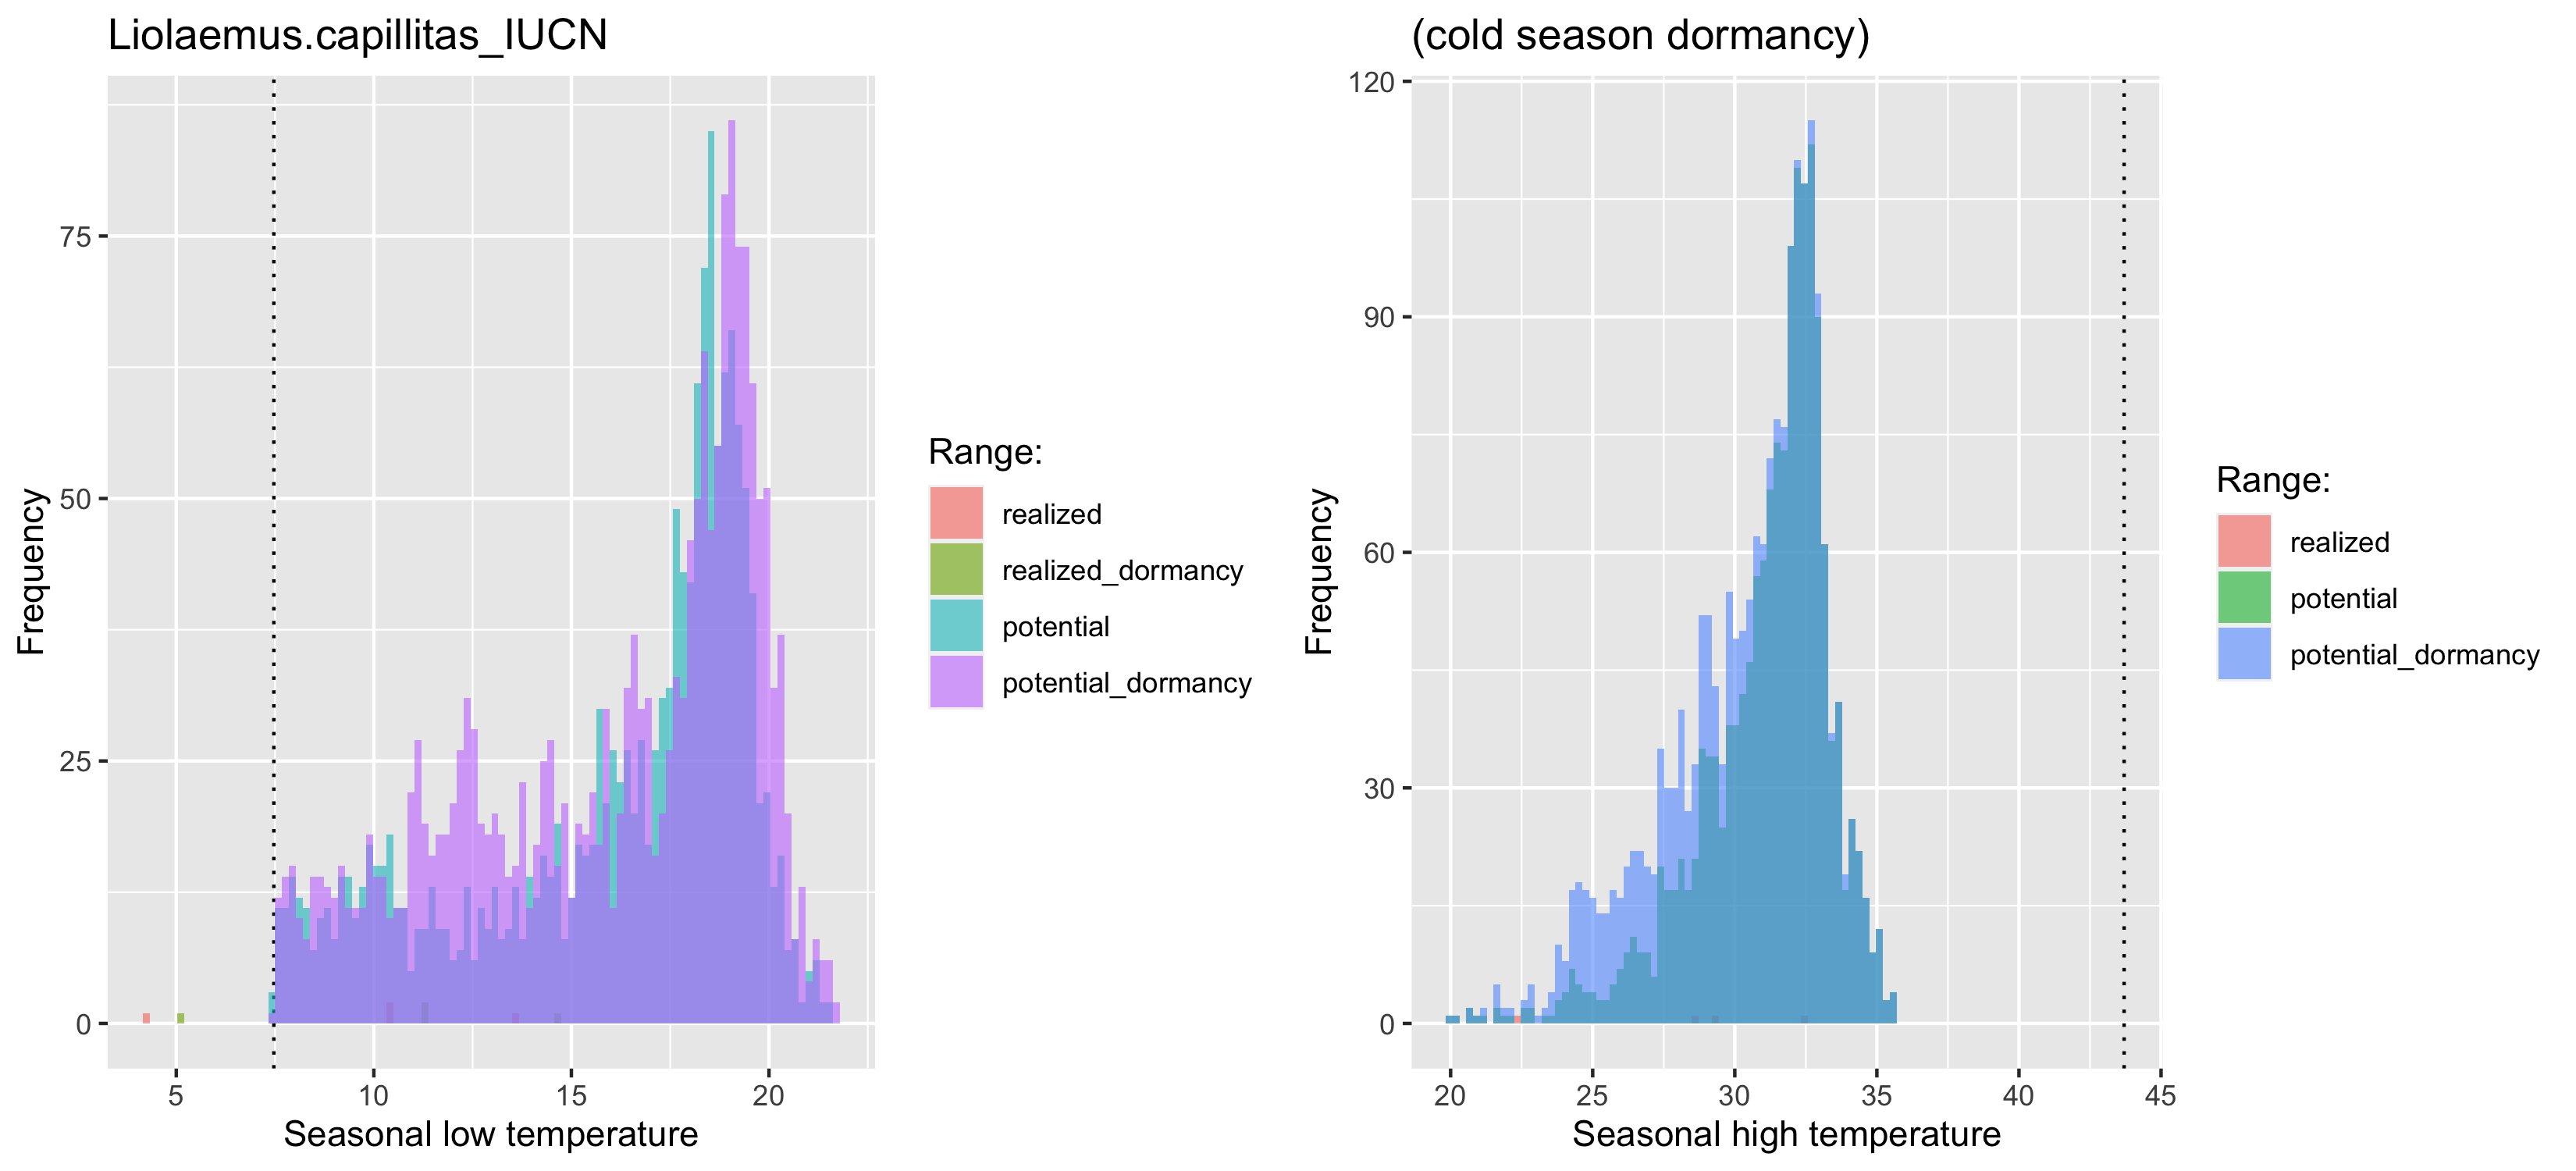 Liolaemus.capillitas_IUCN
Frequency
75
50
25
0
5 10 15 20
Seasonal low temperature
Range:
realized
realized_dormancy
potential
potential_dormancy
(cold season dormancy)
Frequency
120
90
60
30
0
20 25 30 35 40 45
Seasonal high temperature
Range:
realized
potential
potential_dormancy